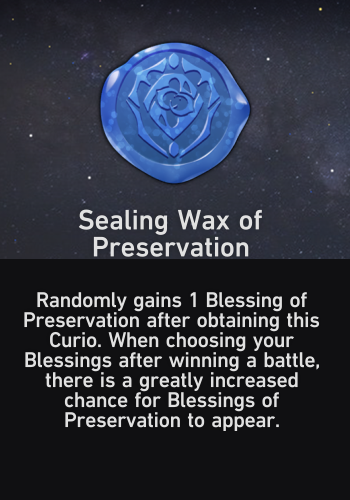 Sealing Wax of
Preservation
Randomly gains 1 Blessing of
Preservation after obtaining this
Curio. When choosing your
Blessings after winning a battle,
there is a greatly increased
chance for Blessings of
Preservation to appear.